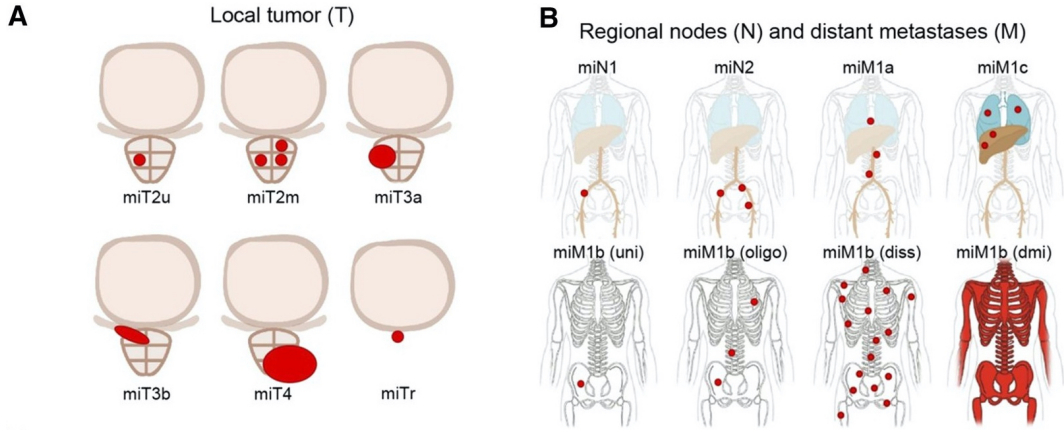 A
Local tumor (T)
miT2u
miT2m
miT3a
miT3b
miT4
miTr
B
Regional nodes (N) and distant metastases (M)
miN1
miN2
miM1a
miM1c
miM1b (uni)
miM1b (oligo)
miM1b (diss)
miM1b (dmi)